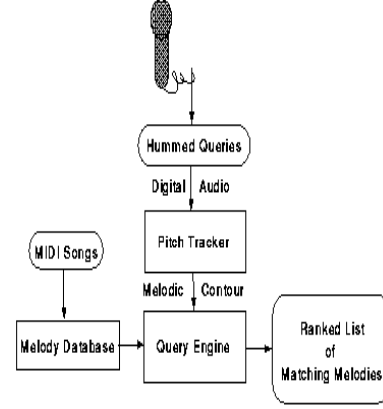 Hummed Queries
Digital Audio
Pitch Tracker
MIDI Songs
Melodic Contour
Melody Database
Query Engine
Ranked List
of
Matching Melodies